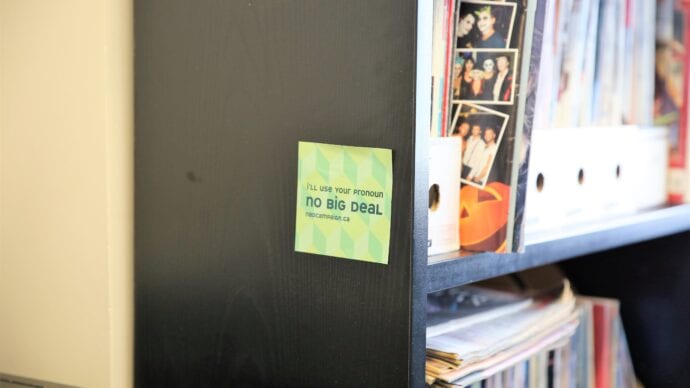 I'LL USE YOUR PRONOUN
NO BIG DEAL
NBDCAMPAIGN.CA